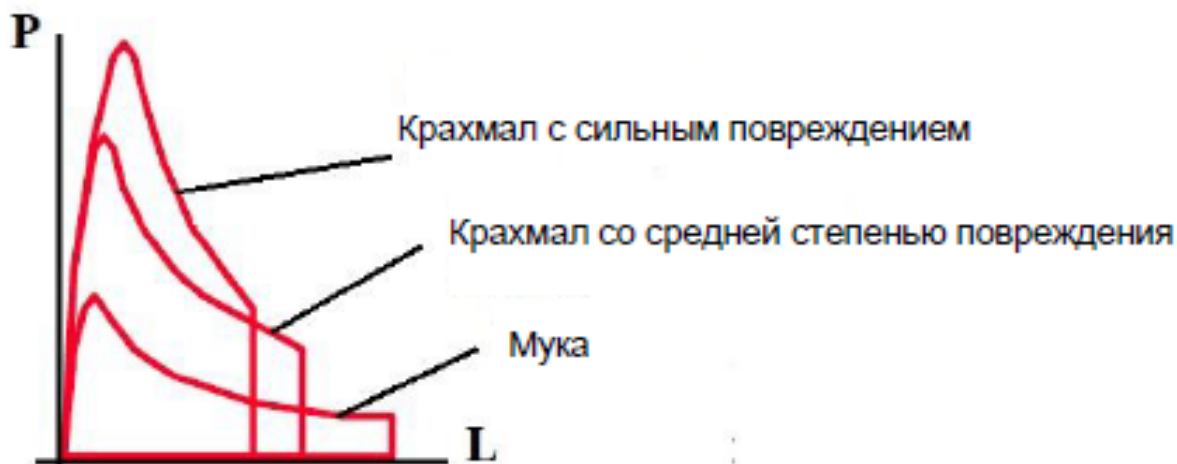 P
Крахмал с сильным повреждением
Крахмал со средней степенью повреждения
Мука
L